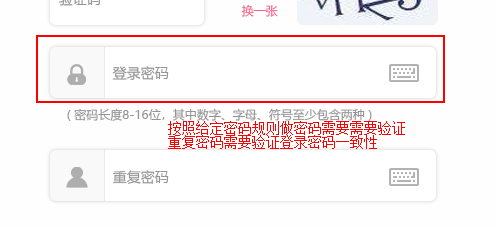 验证码
换一张
登录密码
（密码长度8-16位，其中数字、字母、符号至少包含两种）
按照给定密码规则做密码需要需要验证
重复密码需要验证登录密码一致性
重复密码